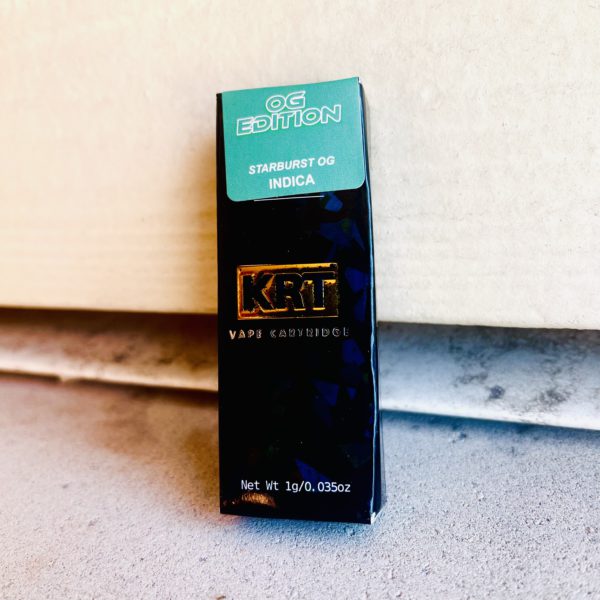 OG
EDITION
STARBURST OG
INDICA
KRT
VAPE CARTRIDGE
Net Wt 1g/0.035oz